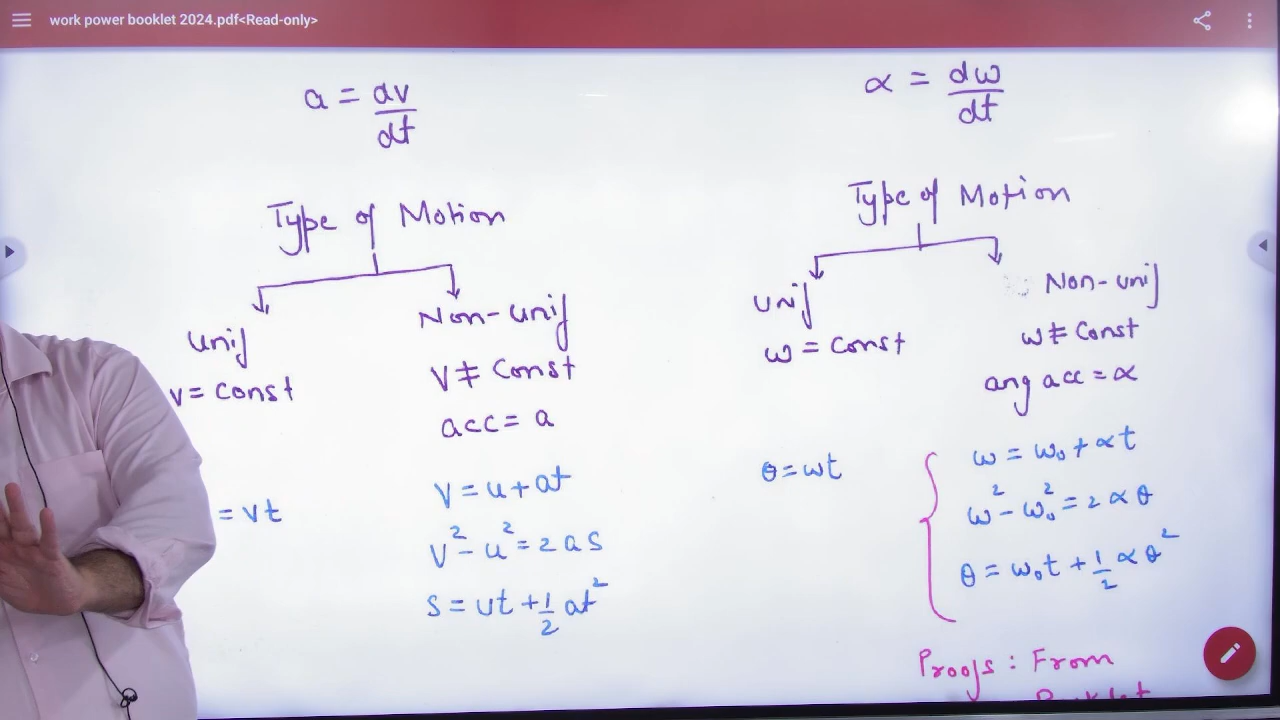 work power booklet 2024.pdf<Read-only>
a = dv/dt
Type of Motion
Unif
v = const
= vt
Non-unif
V ≠ Const
acc = a
V = u + at
V² - u² = 2as
S = ut + 1/2 at²
α = dω/dt
Type of Motion
Unif
ω = const
θ = ωt
Non-unif
ω ≠ Const
ang acc = α
ω = ω₀ + αt
ω² - ω₀² = 2αθ
θ = ω₀t + 1/2 αθ²
Proofs : From